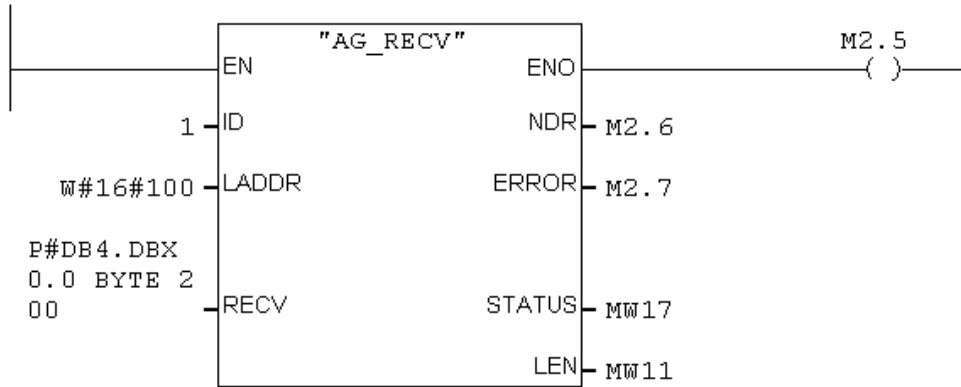 "AG_RECV"
M2.5
EN
ENO
( )
1
ID
NDR
M2.6
W#16#100
LADDR
ERROR
M2.7
P#DB4.DBX
0.0 BYTE 2
00
RECV
STATUS
MW17
LEN
MW11